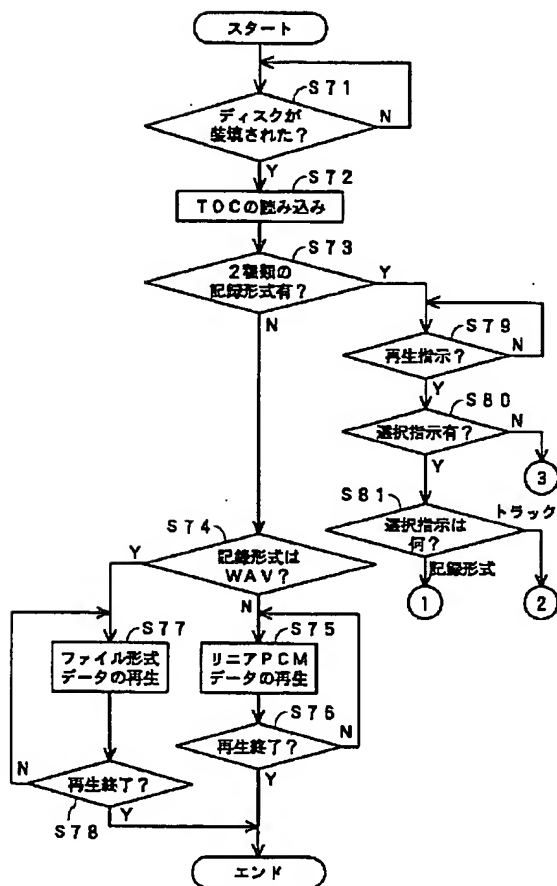 スタート
S71
ディスクが
装填された?
N
Y
S72
TOCの読み込み
S73
2種類の
記録形式有?
Y
N
S79
再生指示?
N
Y
S80
選択指示有?
N
Y
3
S81
選択指示は
何?
トラック
記録形式
1
2
S74
記録形式は
WAV?
Y
N
S77
ファイル形式
データの再生
S75
リニアPCM
データの再生
S76
再生終了?
N
Y
再生終了?
N
Y
S78
エンド